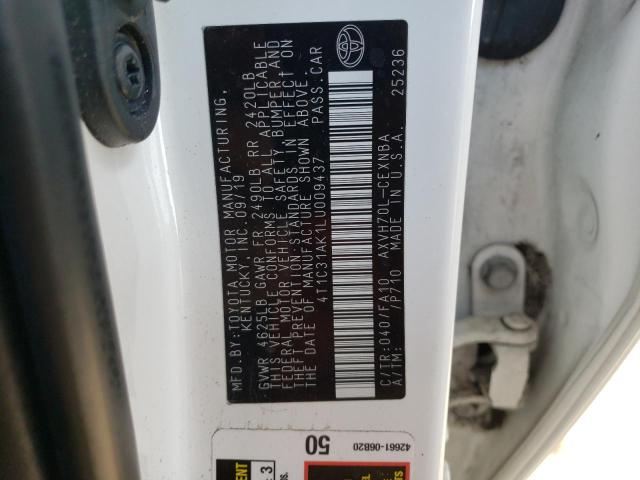 MFD.BY:TOYOTA MOTOR MANUFACTURING,
KENTUCKY, INC. 09/19
GVWR 4625LB GAWR FR 2490LB RR 2420LB
THIS VEHICLE CONFORMS TO ALL APPLICABLE
FEDERAL MOTOR VEHICLE SAFETY BUMPER, AND
THEFT PREVENTION STANDARDS IN EFFECT ON
THE DATE OF MANUFACTURE SHOWN ABOVE.
4T1C31AK1LU009437 PASS.CAR
C/TR:040/FA10 AXVH70L-CEXNBA
A/TM: /P710 MADE IN U.S.A. 25236
50
42661-06B20
3